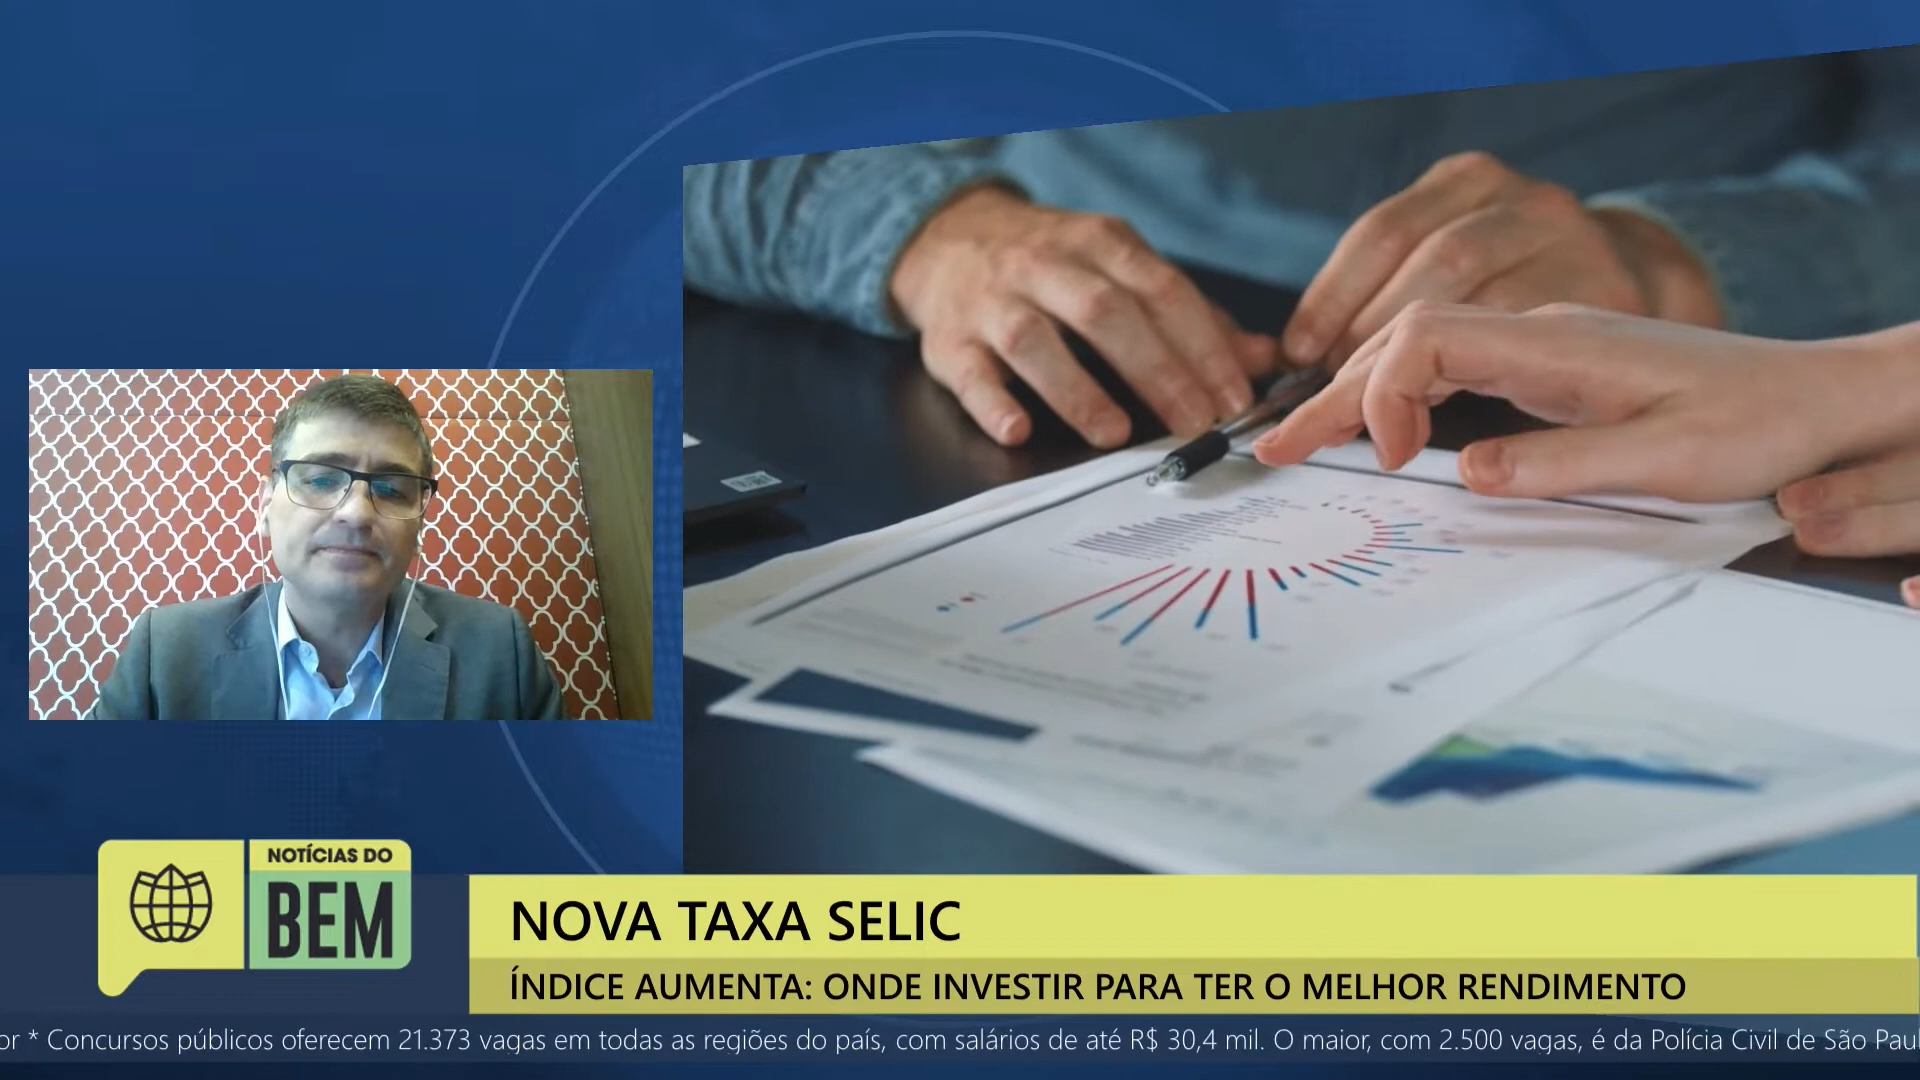 NOTÍCIAS DO
BEM
NOVA TAXA SELIC
ÍNDICE AUMENTA: ONDE INVESTIR PARA TER O MELHOR RENDIMENTO
or * Concursos públicos oferecem 21.373 vagas em todas as regiões do país, com salários de até R$ 30,4 mil. O maior, com 2.500 vagas, é da Polícia Civil de São Paul